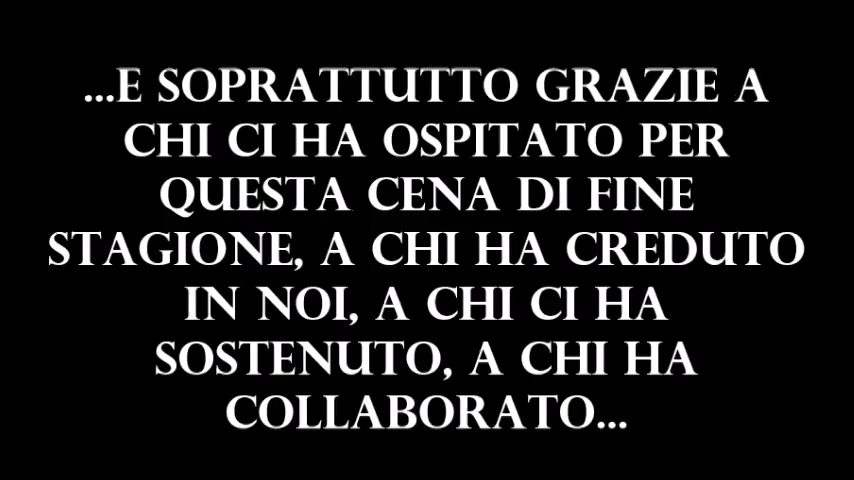 ...E SOPRATTUTTO GRAZIE A
CHI CI HA OSPITATO PER
QUESTA CENA DI FINE
STAGIONE, A CHI HA CREDUTO
IN NOI, A CHI CI HA
SOSTENUTO, A CHI HA
COLLABORATO...